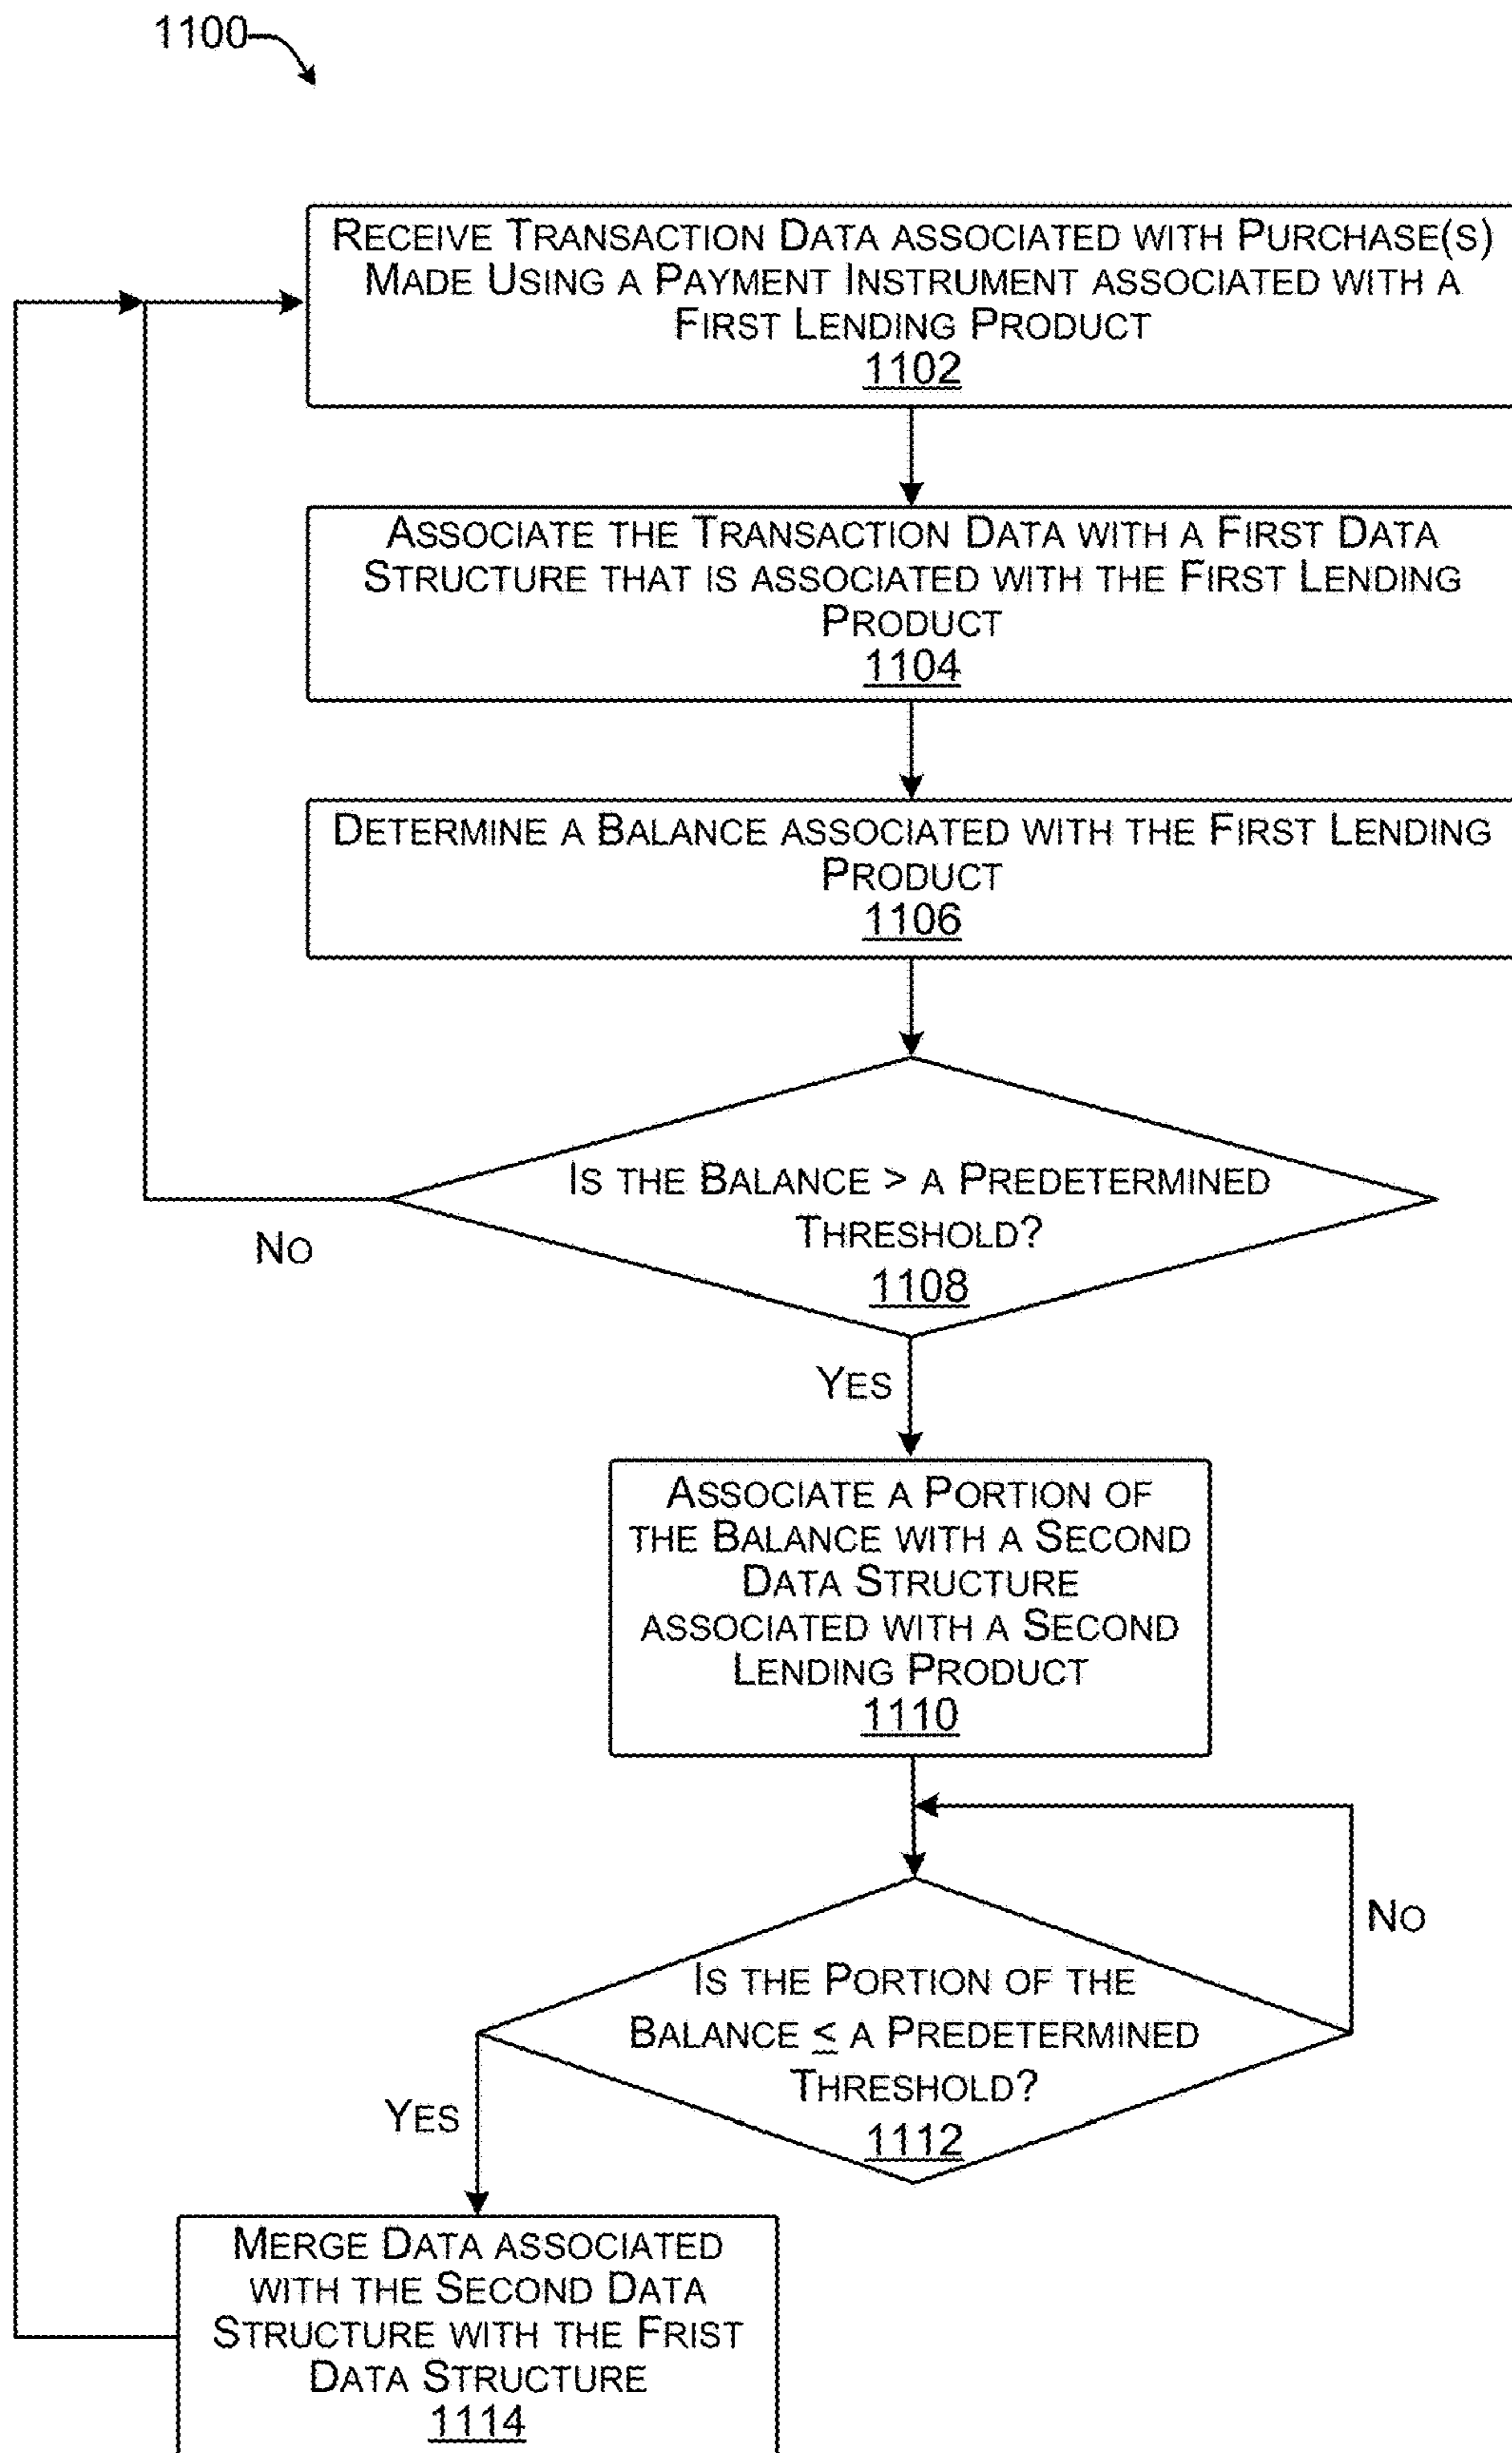 1100
RECEIVE TRANSACTION DATA ASSOCIATED WITH PURCHASE(S)
MADE USING A PAYMENT INSTRUMENT ASSOCIATED WITH A
FIRST LENDING PRODUCT
1102
ASSOCIATE THE TRANSACTION DATA WITH A FIRST DATA
STRUCTURE THAT IS ASSOCIATED WITH THE FIRST LENDING
PRODUCT
1104
DETERMINE A BALANCE ASSOCIATED WITH THE FIRST LENDING
PRODUCT
1106
IS THE BALANCE > A PREDETERMINED
THRESHOLD?
1108
NO
YES
ASSOCIATE A PORTION OF
THE BALANCE WITH A SECOND
DATA STRUCTURE
ASSOCIATED WITH A SECOND
LENDING PRODUCT
1110
NO
IS THE PORTION OF THE
BALANCE ≤ A PREDETERMINED
THRESHOLD?
1112
YES
MERGE DATA ASSOCIATED
WITH THE SECOND DATA
STRUCTURE WITH THE FRIST
DATA STRUCTURE
1114